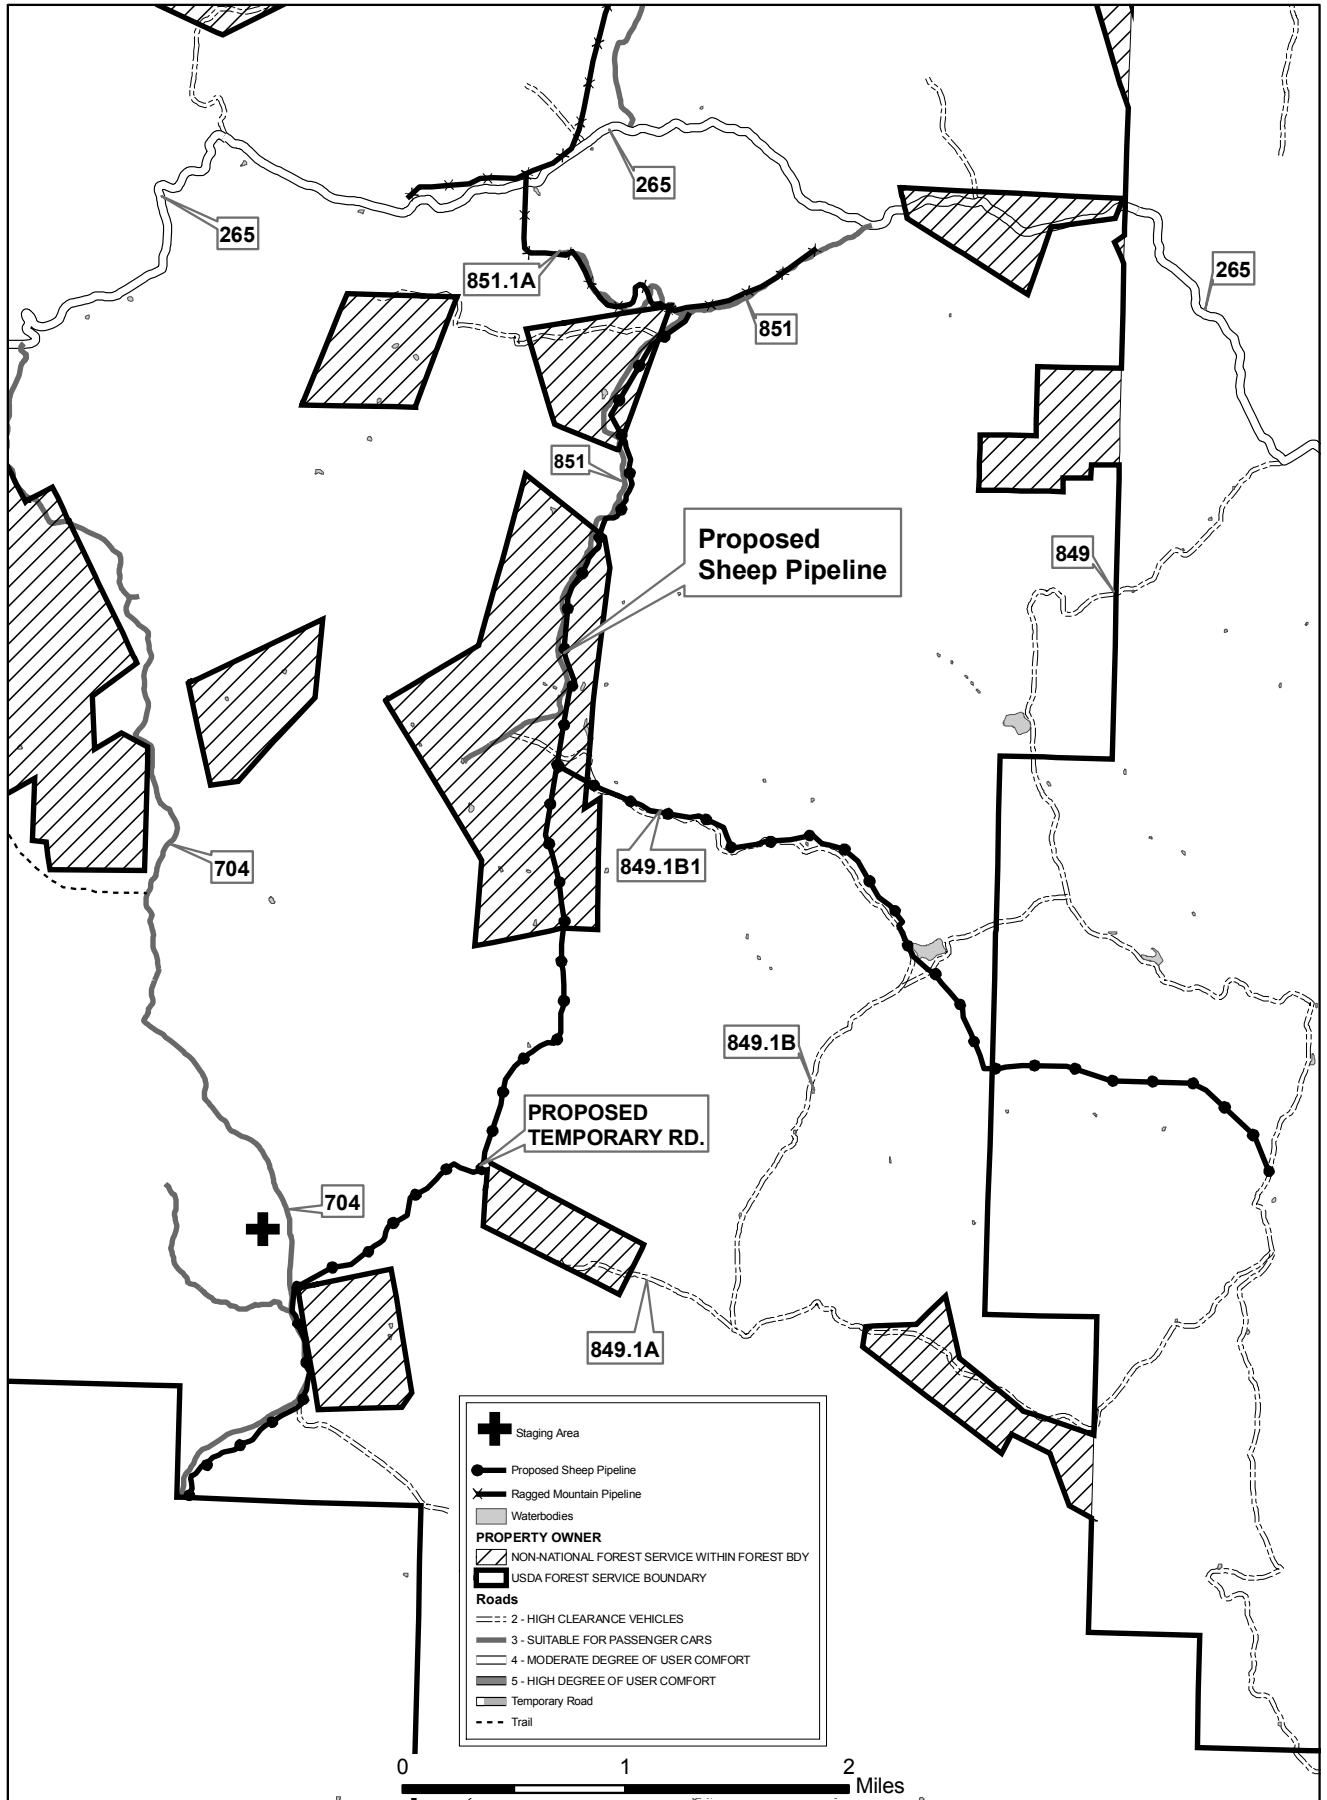 265
265
851.1A
265
851
851
Proposed
Sheep Pipeline
849
704
849.1B1
849.1B
PROPOSED
TEMPORARY RD.
704
849.1A
Staging Area
Proposed Sheep Pipeline
Ragged Mountain Pipeline
Waterbodies
PROPERTY OWNER
NON-NATIONAL FOREST SERVICE WITHIN FOREST BDY
USDA FOREST SERVICE BOUNDARY
Roads
2 - HIGH CLEARANCE VEHICLES
3 - SUITABLE FOR PASSENGER CARS
4 - MODERATE DEGREE OF USER COMFORT
5 - HIGH DEGREE OF USER COMFORT
Temporary Road
Trail
0 1 2
Miles